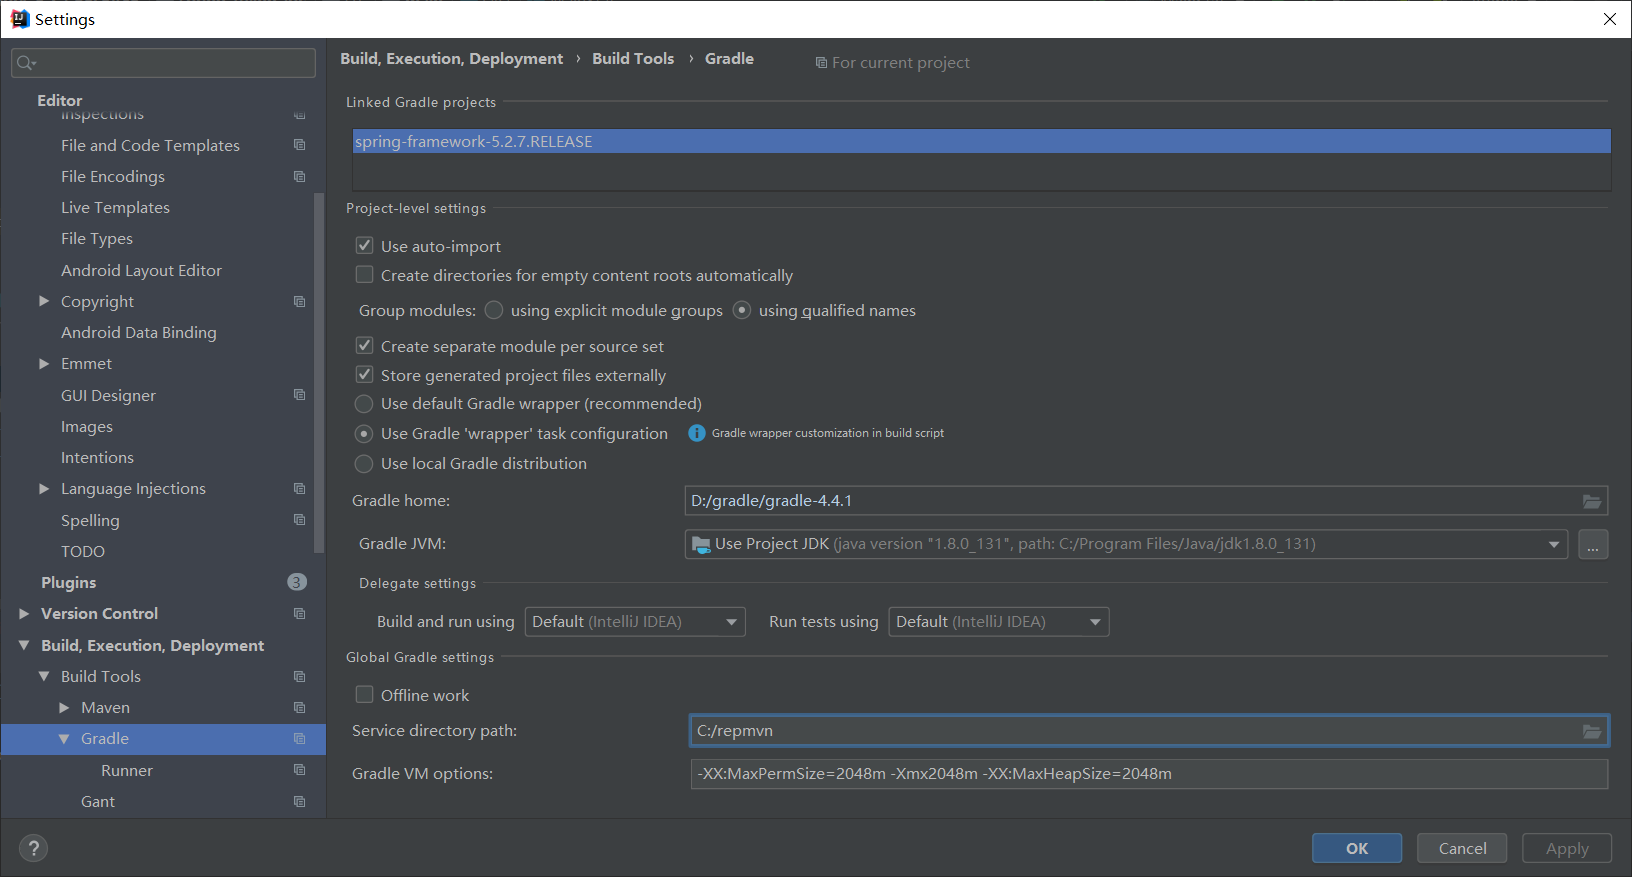 Settings
Editor
Inspections
File and Code Templates
File Encodings
Live Templates
File Types
Android Layout Editor
Copyright
Android Data Binding
Emmet
GUI Designer
Images
Intentions
Language Injections
Spelling
TODO
Plugins 3
Version Control
Build, Execution, Deployment
Build Tools
Maven
Gradle
Runner
Gant
Build, Execution, Deployment › Build Tools › Gradle For current project
Linked Gradle projects
spring-framework-5.2.7.RELEASE
Project-level settings
Use auto-import
Create directories for empty content roots automatically
Group modules: using explicit module groups using qualified names
Create separate module per source set
Store generated project files externally
Use default Gradle wrapper (recommended)
Use Gradle 'wrapper' task configuration Gradle wrapper customization in build script
Use local Gradle distribution
Gradle home: D:/gradle/gradle-4.4.1
Gradle JVM: Use Project JDK (java version "1.8.0_131", path: C:/Program Files/Java/jdk1.8.0_131) ...
Delegate settings
Build and run using Default (IntelliJ IDEA) Run tests using Default (IntelliJ IDEA)
Global Gradle settings
Offline work
Service directory path: C:/repmvn
Gradle VM options: -XX:MaxPermSize=2048m -Xmx2048m -XX:MaxHeapSize=2048m
? OK Cancel Apply